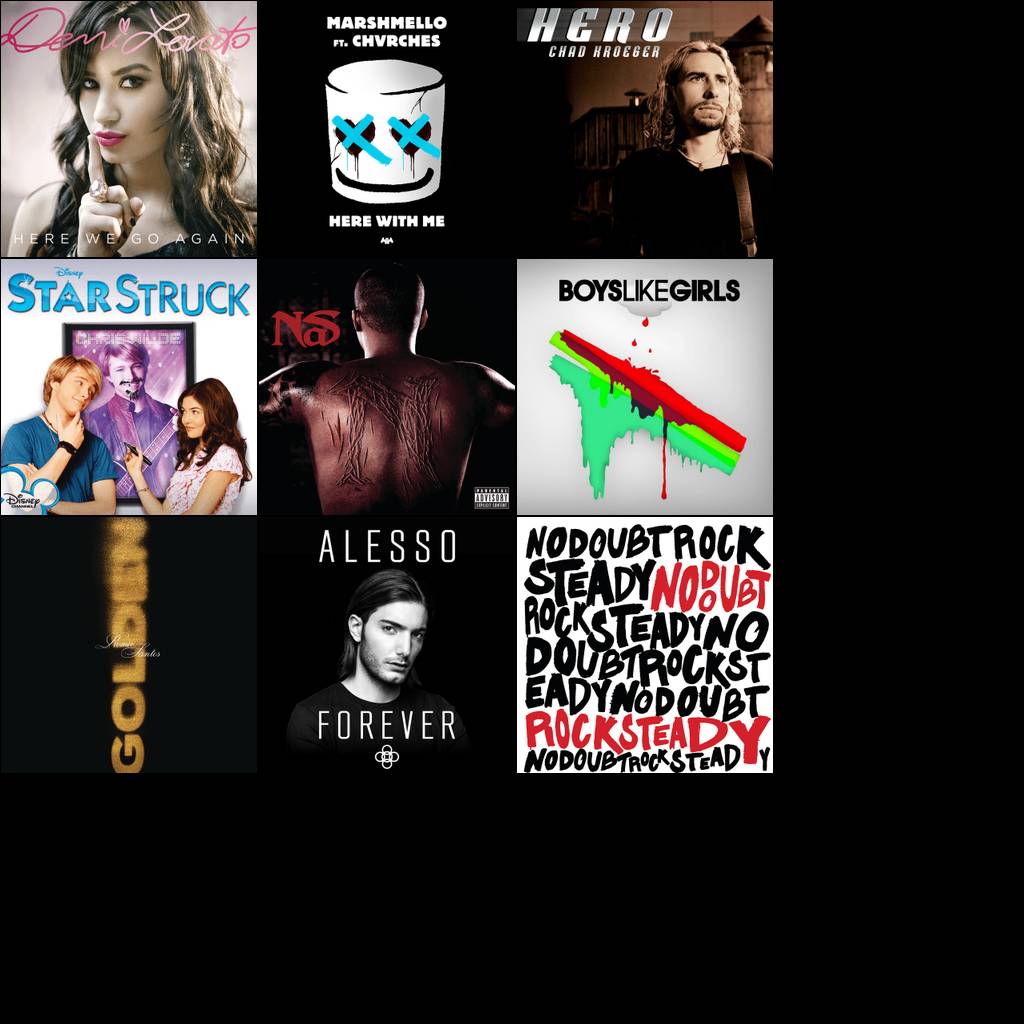 Demi Lovato
HERE WE GO AGAIN
MARSHMELLO
FT. CHVRCHES
HERE WITH ME
HERO
CHAD KROEGER
Disney
STARSTRUCK
CHRIS WILDE
Disney
CHANNEL
NAS
PARENTAL
ADVISORY
EXPLICIT CONTENT
BOYSLIKEGIRLS
GOLDEN
Romeo
Santos
ALESSO
FOREVER
NODOUBTROCK
STEADYNODOUBT
ROCKSTEADYNO
DOUBTROCKST
EADYNODOUBT
ROCKSTEADY
NODOUBTROCKSTEADY